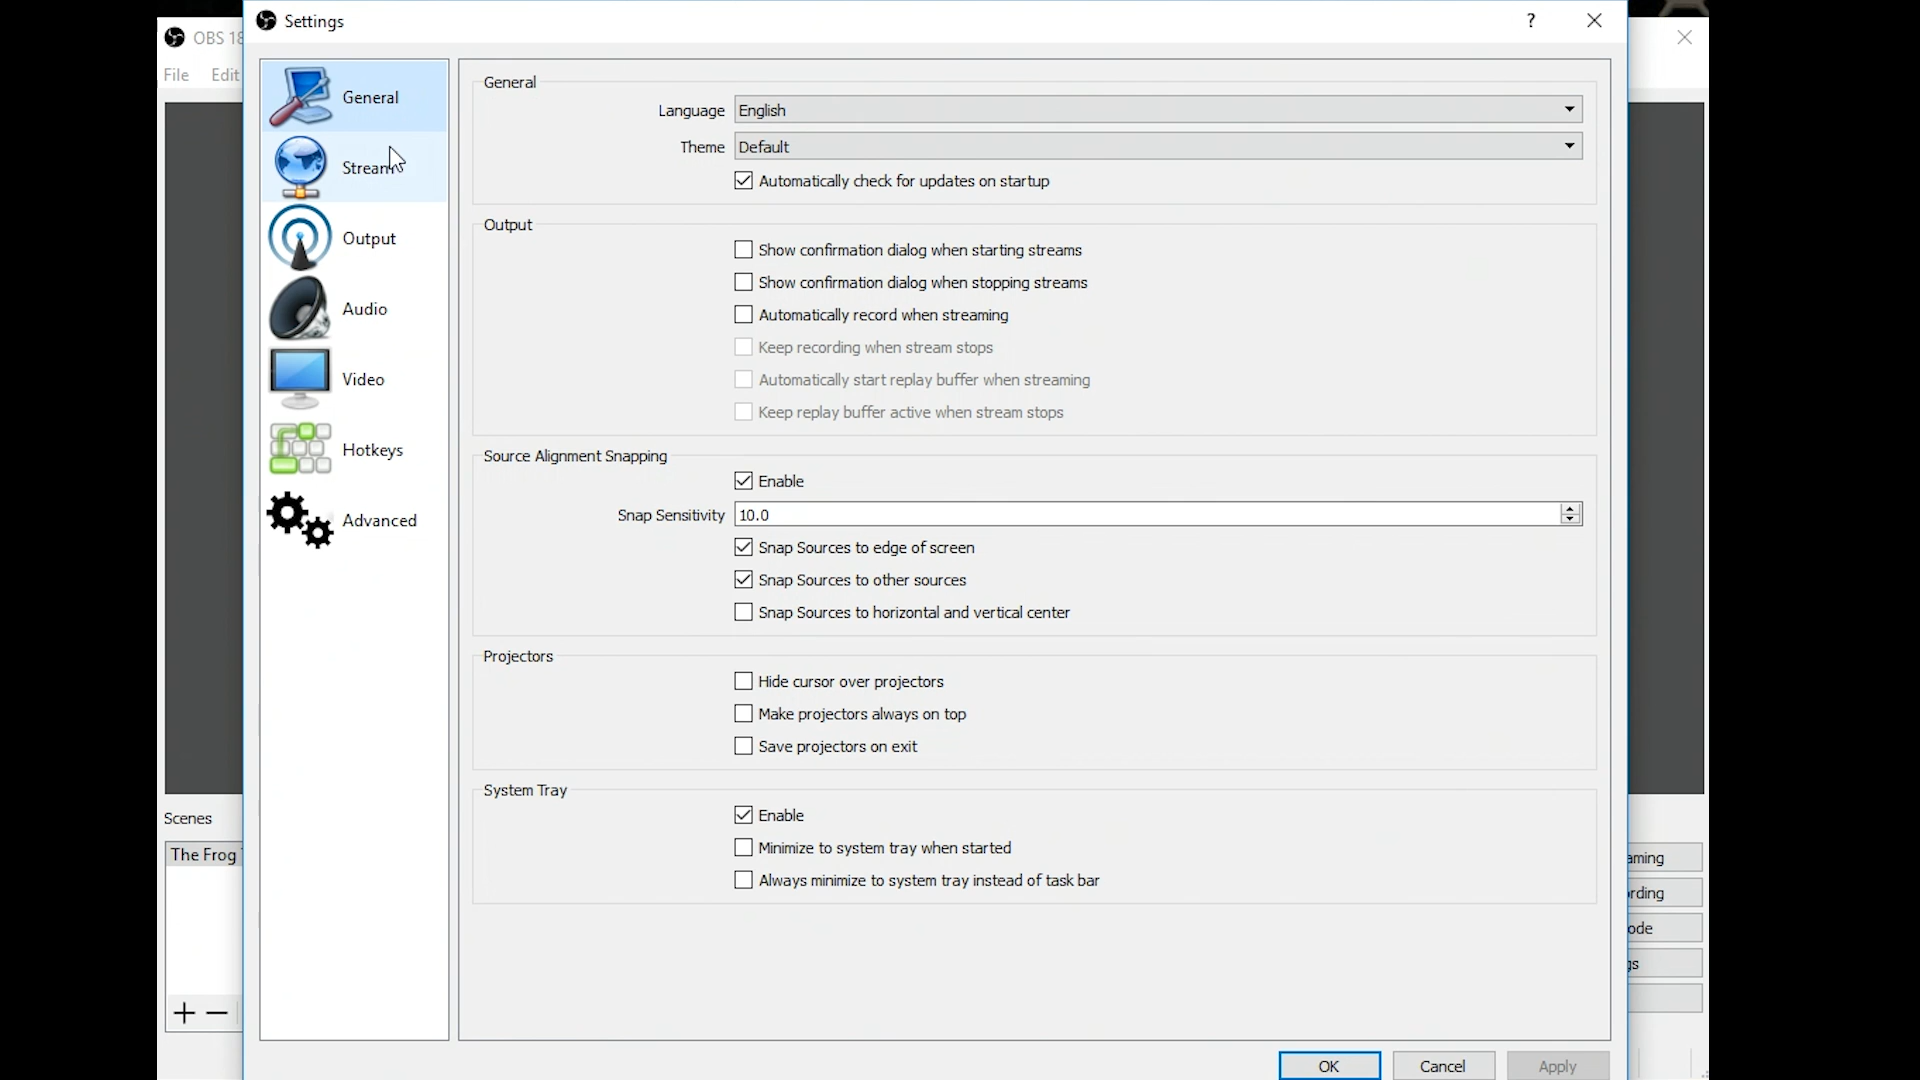 Settings
?
OBS 18
File Edit
General
Stream
Output
Audio
Video
Hotkeys
Advanced
General
Language English
Theme Default
Automatically check for updates on startup
Output
Show confirmation dialog when starting streams
Show confirmation dialog when stopping streams
Automatically record when streaming
Keep recording when stream stops
Automatically start replay buffer when streaming
Keep replay buffer active when stream stops
Source Alignment Snapping
Enable
Snap Sensitivity 10.0
Snap Sources to edge of screen
Snap Sources to other sources
Snap Sources to horizontal and vertical center
Projectors
Hide cursor over projectors
Make projectors always on top
Save projectors on exit
System Tray
Enable
Minimize to system tray when started
Always minimize to system tray instead of task bar
Scenes
The Frog
aming
rding
ode
gs
OK Cancel Apply